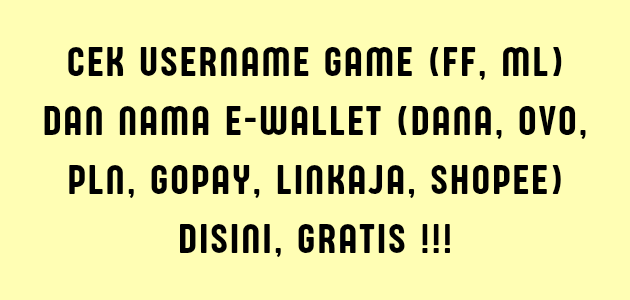 CEK USERNAME GAME (FF, ML)
DAN NAMA E-WALLET (DANA, OVO,
PLN, GOPAY, LINKAJA, SHOPEE)
DISINI, GRATIS !!!